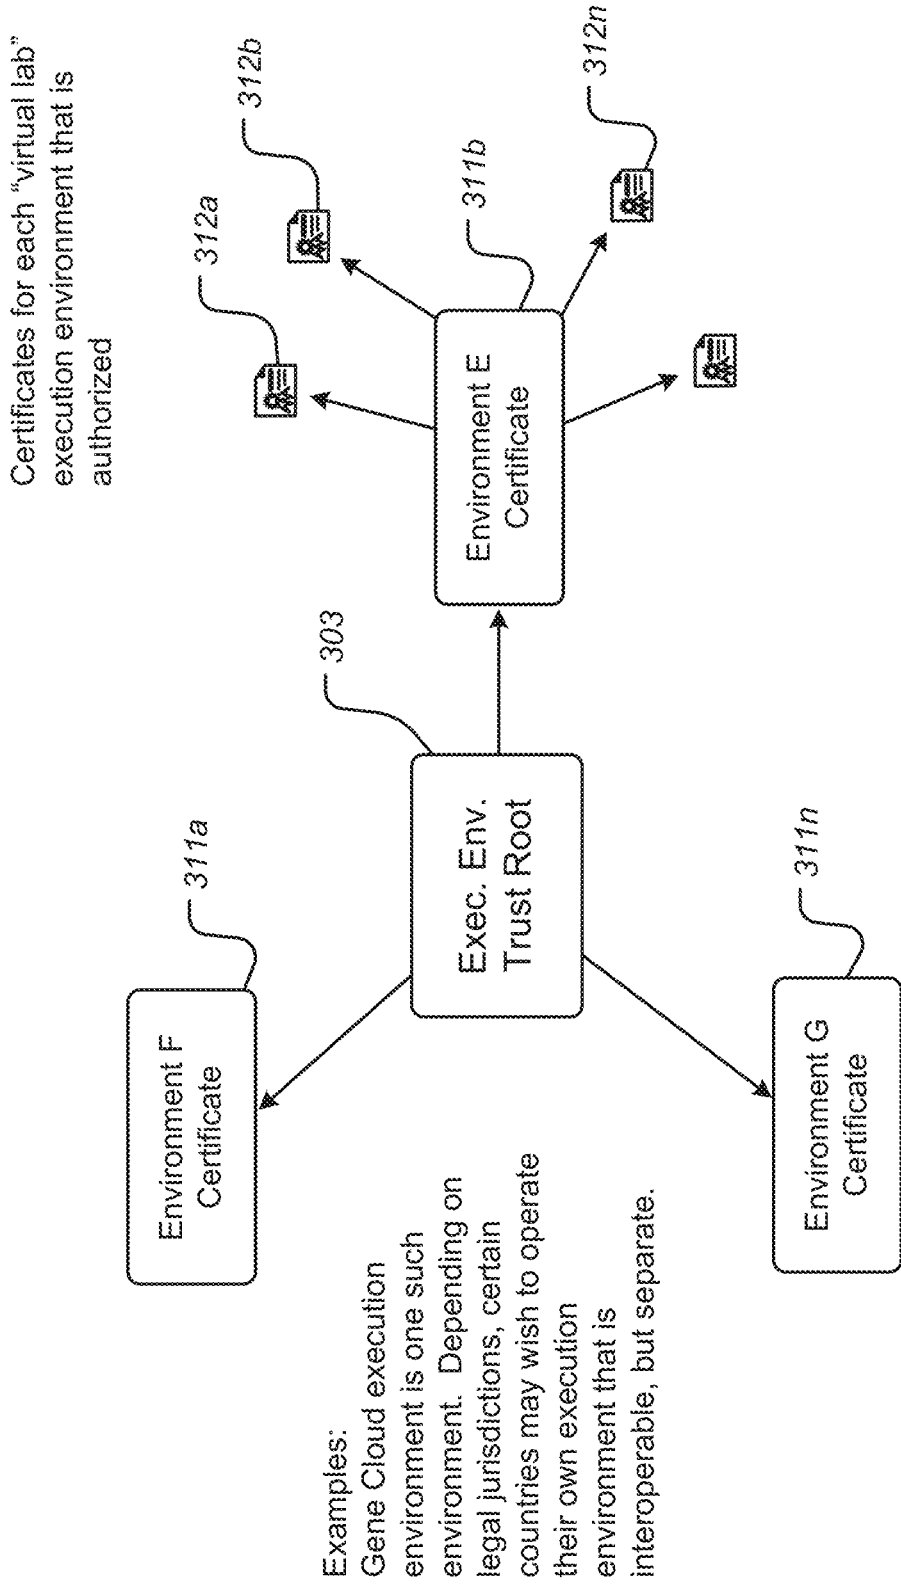 Certificates for each “virtual lab”
execution environment that is
authorized
312a
312b
312n
311b
Environment E
Certificate
303
Exec. Env.
Trust Root
311a
Environment F
Certificate
311n
Environment G
Certificate
Examples:
Gene Cloud execution
environment is one such
environment. Depending on
legal jurisdictions, certain
countries may wish to operate
their own execution
environment that is
interoperable, but separate.